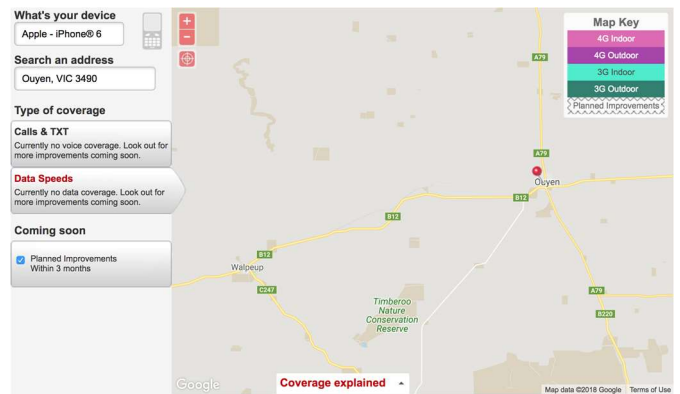 What's your device
Apple - iPhone® 6
Search an address
Ouyen, VIC 3490
Type of coverage
Calls & TXT
Currently no voice coverage. Look out for
more improvements coming soon.
Data Speeds
Currently no data coverage. Look out for
more improvements coming soon.
Coming soon
Planned Improvements
Within 3 months
+
−
Map Key
4G Indoor
4G Outdoor
3G Indoor
3G Outdoor
Planned Improvements
A79
A79
Ouyen
B12
B12
B12
Walpeup
C247
A79
B220
Timberoo
Nature
Conservation
Reserve
Google
Coverage explained
Map data ©2018 Google Terms of Use